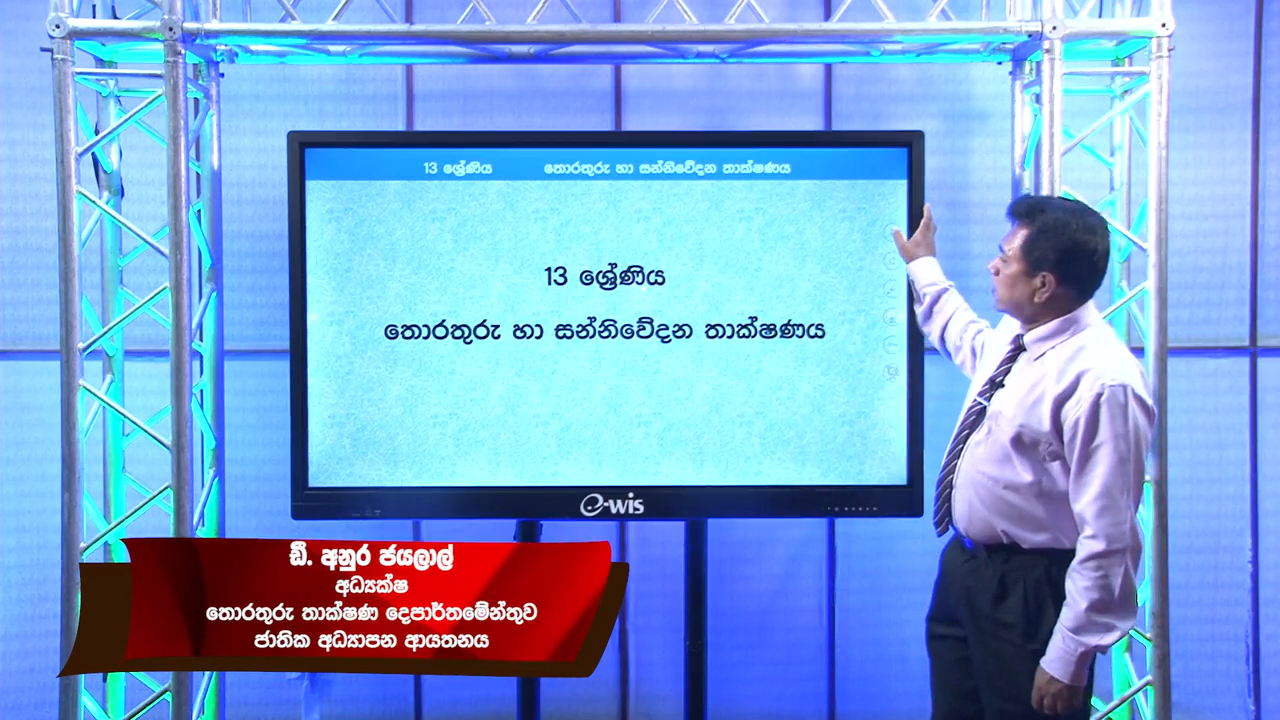 13 ශ්‍රේණිය තොරතුරු හා සන්නිවේදන තාක්ෂණය
13 ශ්‍රේණිය
තොරතුරු හා සන්නිවේදන තාක්ෂණය
e-wis
ඩී. අනුර ජයලාල්
අධ්‍යක්ෂ
තොරතුරු තාක්ෂණ දෙපාර්තමේන්තුව
ජාතික අධ්‍යාපන ආයතනය